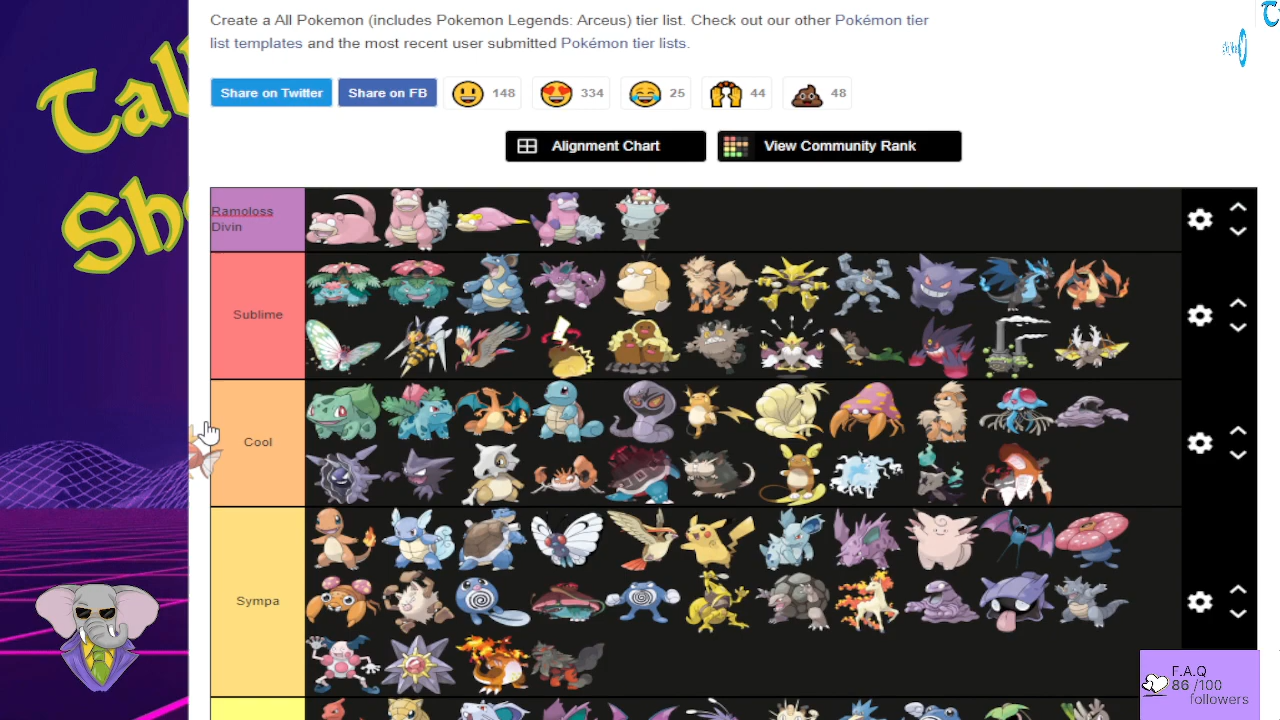 Create a All Pokemon (includes Pokemon Legends: Arceus) tier list. Check out our other Pokémon tier
list templates and the most recent user submitted Pokémon tier lists.
Share on Twitter Share on FB 148 334 25 44 48
Alignment Chart View Community Rank
Ramoloss
Divin
Sublime
Cool
Sympa
F.A.Q
86 /100
followers